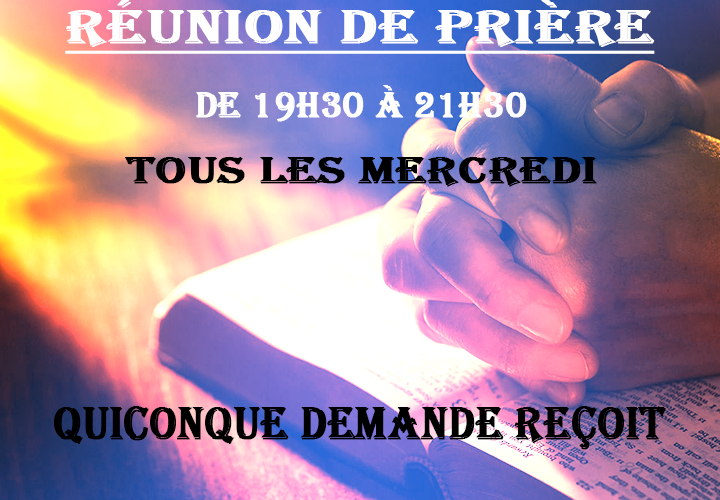 RÉUNION DE PRIÈRE
DE 19H30 À 21H30
TOUS LES MERCREDI
QUICONQUE DEMANDE REÇOIT